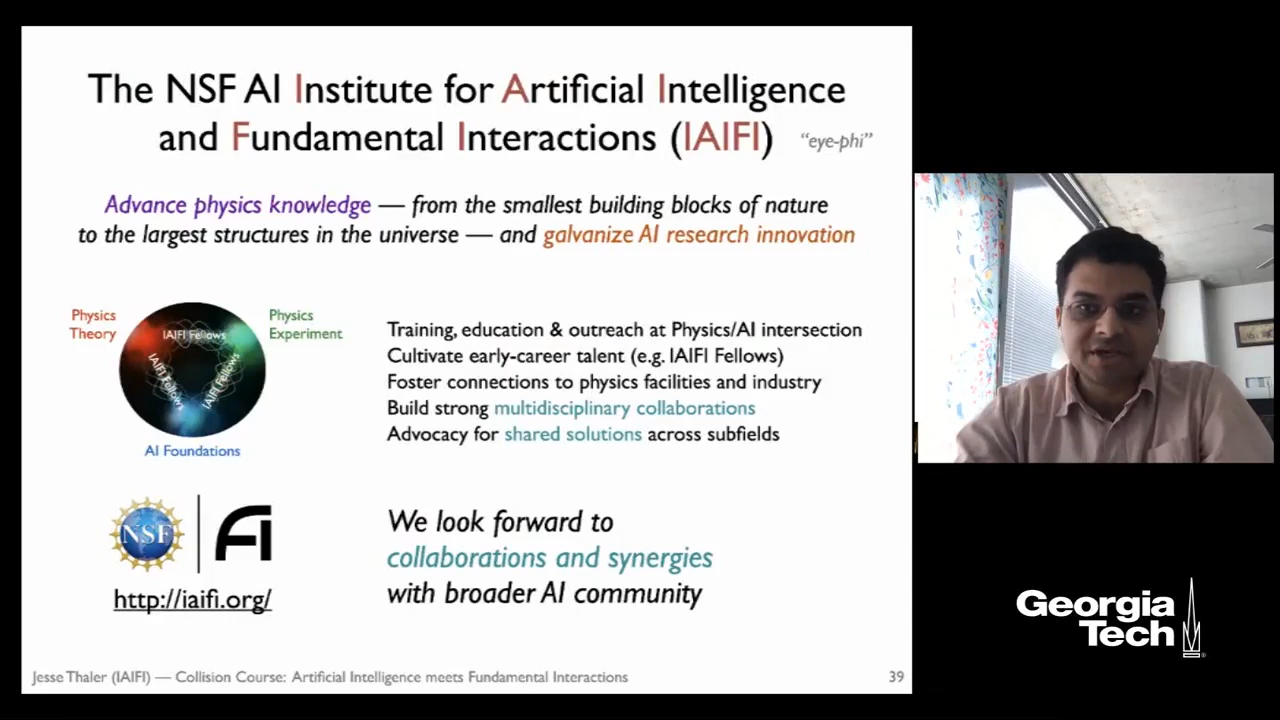 The NSF AI Institute for Artificial Intelligence
and Fundamental Interactions (IAIFI) "eye-phi"
Advance physics knowledge — from the smallest building blocks of nature
to the largest structures in the universe — and galvanize AI research innovation
Physics
Theory
Physics
Experiment
IAIFI Fellows
IAIFI Fellows
IAIFI Fellows
AI Foundations
Training, education & outreach at Physics/AI intersection
Cultivate early-career talent (e.g. IAIFI Fellows)
Foster connections to physics facilities and industry
Build strong multidisciplinary collaborations
Advocacy for shared solutions across subfields
NSF
FI
http://iaifi.org/
We look forward to
collaborations and synergies
with broader AI community
Jesse Thaler (IAIFI) — Collision Course: Artificial Intelligence meets Fundamental Interactions
39
Georgia
Tech